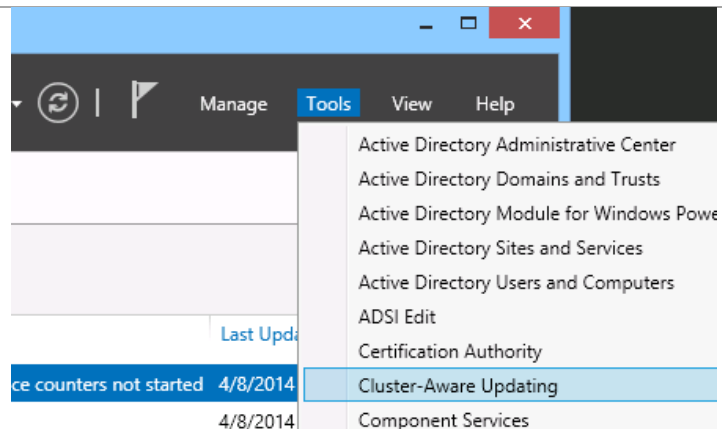 Manage Tools View Help
Active Directory Administrative Center
Active Directory Domains and Trusts
Active Directory Module for Windows Powe
Active Directory Sites and Services
Active Directory Users and Computers
ADSI Edit
Last Upda
Certification Authority
ce counters not started 4/8/2014
Cluster-Aware Updating
4/8/2014
Component Services